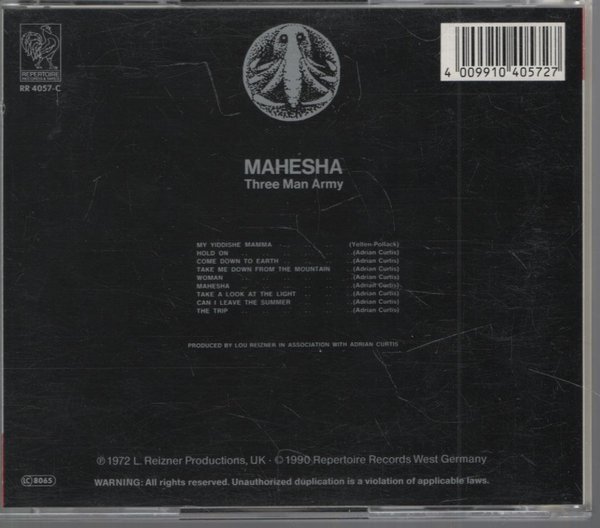 REPERTOIRE
RECORDS & TAPES
RR 4057-C
4 009910 405727
MAHESHA
Three Man Army
MY YIDDISHE MAMMA . . . (Yellen-Pollack)
HOLD ON . . . (Adrian Curtis)
COME DOWN TO EARTH . . . (Adrian Curtis)
TAKE ME DOWN FROM THE MOUNTAIN . . . (Adrian Curtis)
WOMAN . . . (Adrian Curtis)
MAHESHA . . . (Adrian Curtis)
TAKE A LOOK AT THE LIGHT . . . (Adrian Curtis)
CAN I LEAVE THE SUMMER . . . (Adrian Curtis)
THE TRIP . . . (Adrian Curtis)
PRODUCED BY LOU REIZNER IN ASSOCIATION WITH ADRIAN CURTIS
℗ 1972 L. Reizner Productions, UK · © 1990 Repertoire Records West Germany
LC 8065
WARNING: All rights reserved. Unauthorized duplication is a violation of applicable laws.